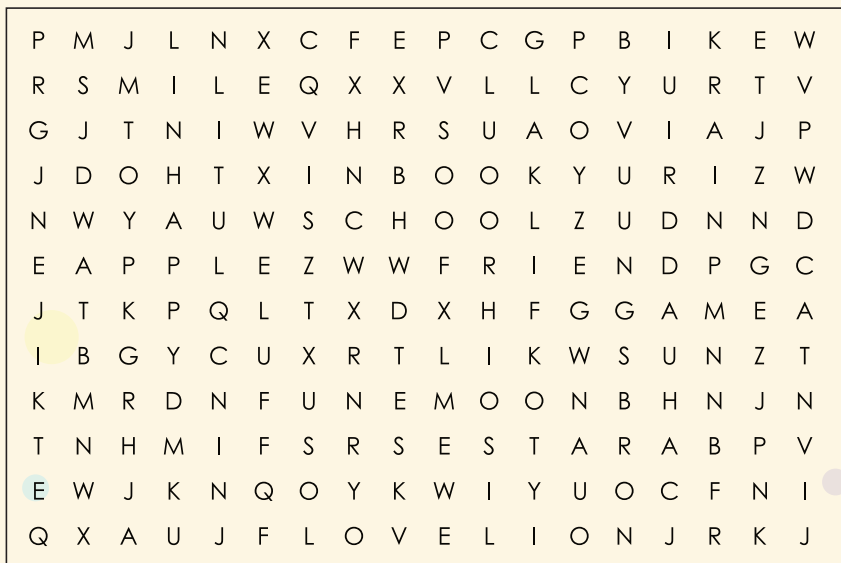 P M J L N X C F E P C G P B I K E W
R S M I L E Q X X V L L C Y U R T V
G J T N I W V H R S U A O V I A J P
J D O H T X I N B O O K Y U R I Z W
N W Y A U W S C H O O L Z U D N N D
E A P P L E Z W W F R I E N D P G C
J T K P Q L T X D X H F G G A M E A
I B G Y C U X R T L I K W S U N Z T
K M R D N F U N E M O O N B H N J N
T N H M I F S R S E S T A R A B P V
E W J K N Q O Y K W I Y U O C F N I
Q X A U J F L O V E L I O N J R K J